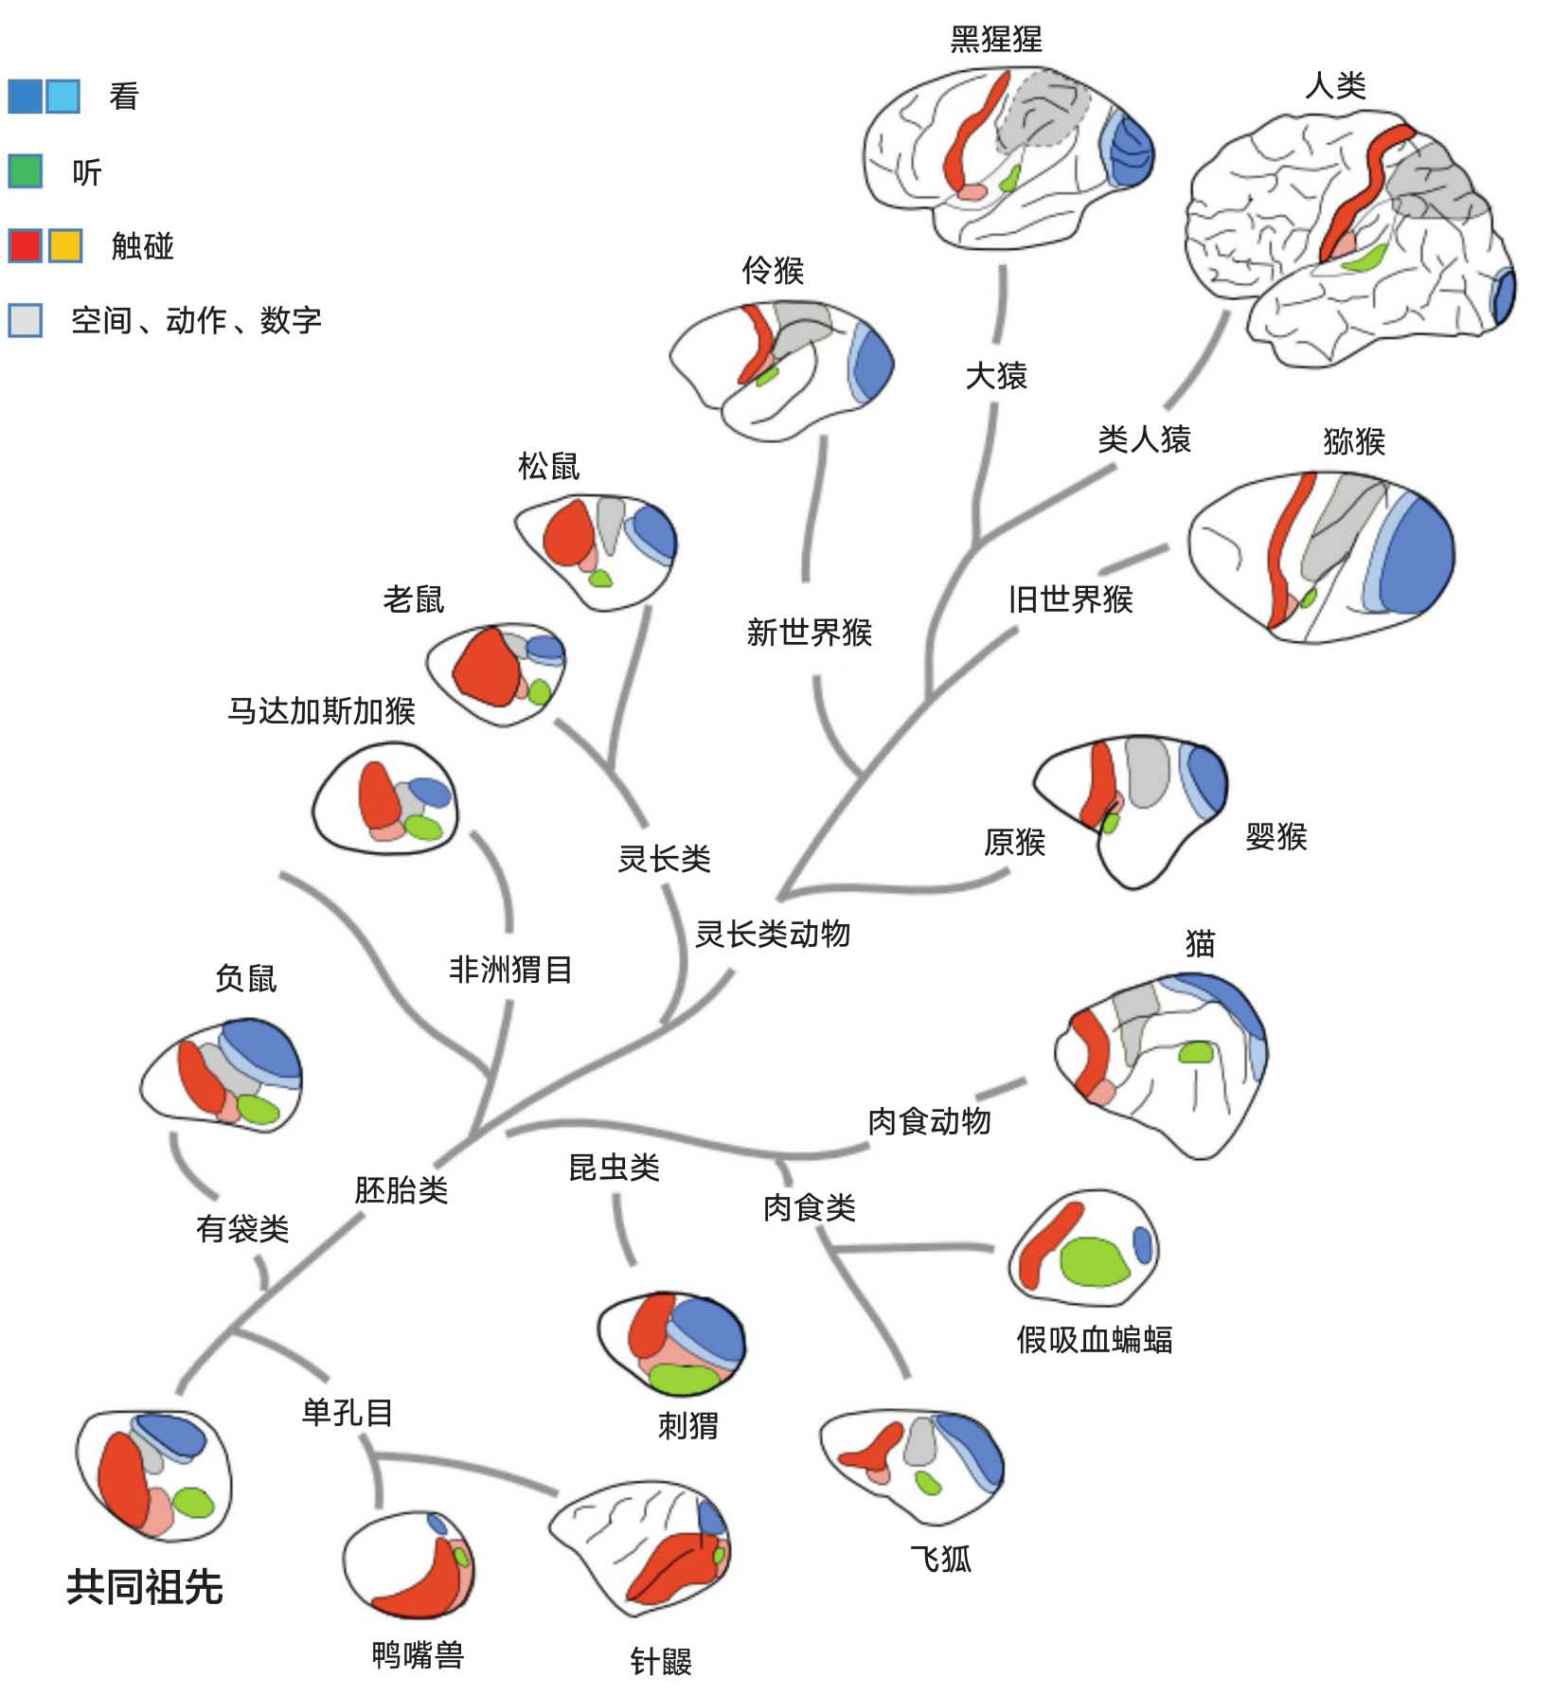 黑猩猩
人类
看
听
触碰
空间、动作、数字
伶猴
大猿
类人猿
猕猴
松鼠
老鼠
旧世界猴
新世界猴
马达加斯加猴
原猴
婴猴
灵长类
灵长类动物
猫
非洲猬目
负鼠
肉食动物
昆虫类
胚胎类
肉食类
有袋类
假吸血蝙蝠
单孔目
刺猬
飞狐
共同祖先
鸭嘴兽
针鼹